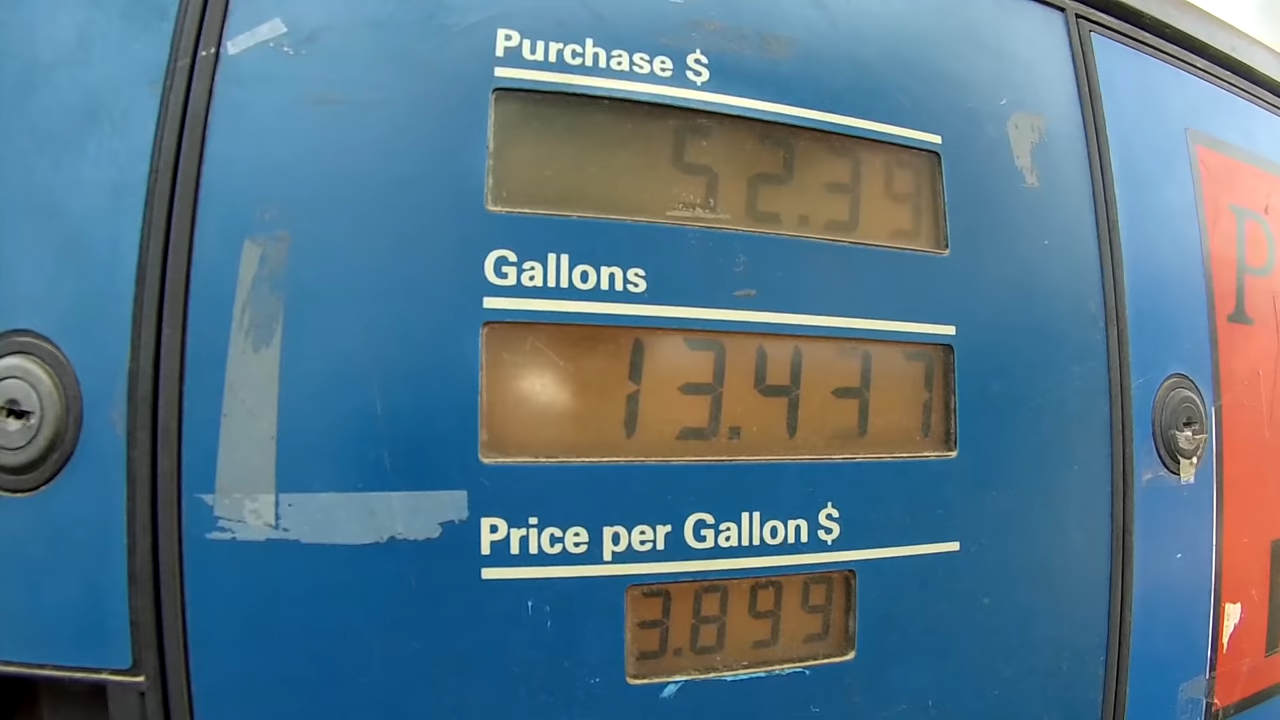 Purchase $
52.39
Gallons
13.437
Price per Gallon $
3.899
P